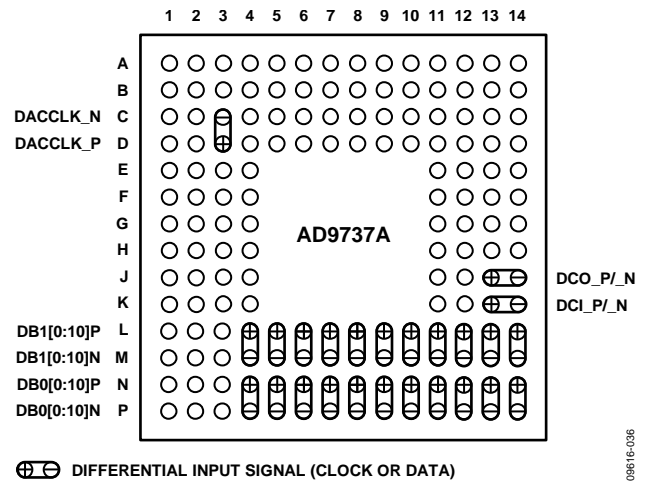 1 2 3 4 5 6 7 8 9 10 11 12 13 14
A
B
DACCLK_N C
DACCLK_P D
E
F
G
AD9737A
H
J DCO_P/_N
K DCI_P/_N
DB1[0:10]P L
DB1[0:10]N M
DB0[0:10]P N
DB0[0:10]N P
DIFFERENTIAL INPUT SIGNAL (CLOCK OR DATA)
09616-036